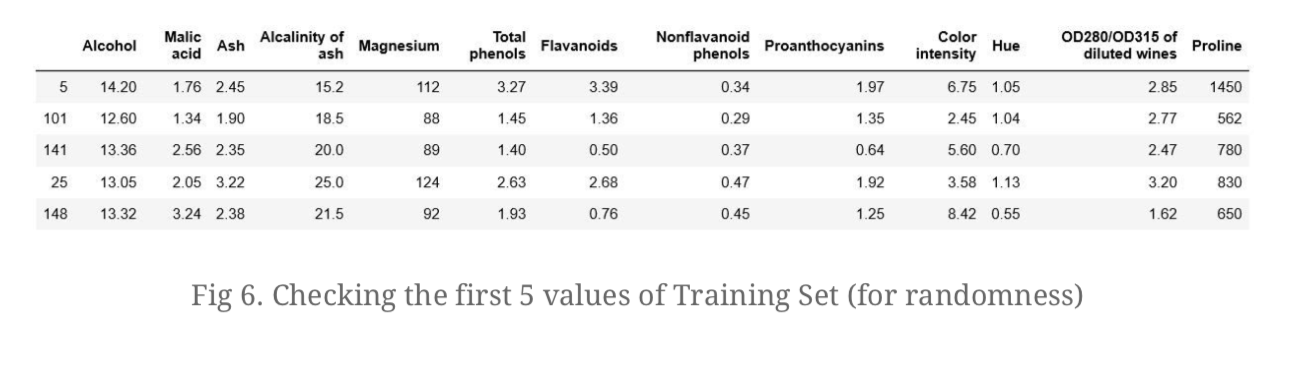 Alcohol Malic acid Ash Alcalinity of ash Magnesium Total phenols Flavanoids Nonflavanoid phenols Proanthocyanins Color intensity Hue OD280/OD315 of diluted wines Proline
5 14.20 1.76 2.45 15.2 112 3.27 3.39 0.34 1.97 6.75 1.05 2.85 1450
101 12.60 1.34 1.90 18.5 88 1.45 1.36 0.29 1.35 2.45 1.04 2.77 562
141 13.36 2.56 2.35 20.0 89 1.40 0.50 0.37 0.64 5.60 0.70 2.47 780
25 13.05 2.05 3.22 25.0 124 2.63 2.68 0.47 1.92 3.58 1.13 3.20 830
148 13.32 3.24 2.38 21.5 92 1.93 0.76 0.45 1.25 8.42 0.55 1.62 650
Fig 6. Checking the first 5 values of Training Set (for randomness)